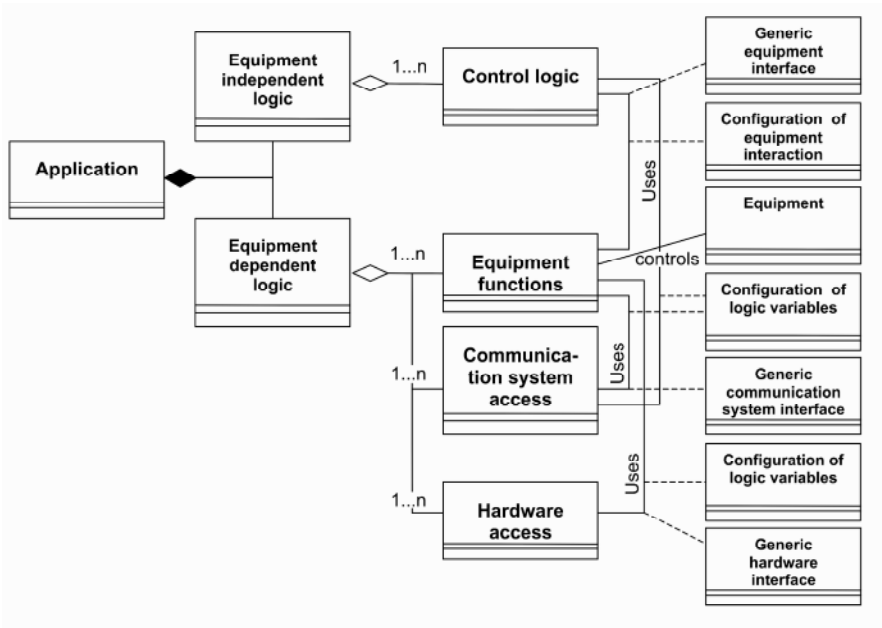 Application
Equipment
independent
logic
Equipment
dependent
logic
1...n
Control logic
1...n
Equipment
functions
1...n
Communica-
tion system
access
1...n
Hardware
access
Uses
controls
Uses
Uses
Generic
equipment
interface
Configuration of
equipment
interaction
Equipment
Configuration of
logic variables
Generic
communication
system interface
Configuration of
logic variables
Generic
hardware
interface